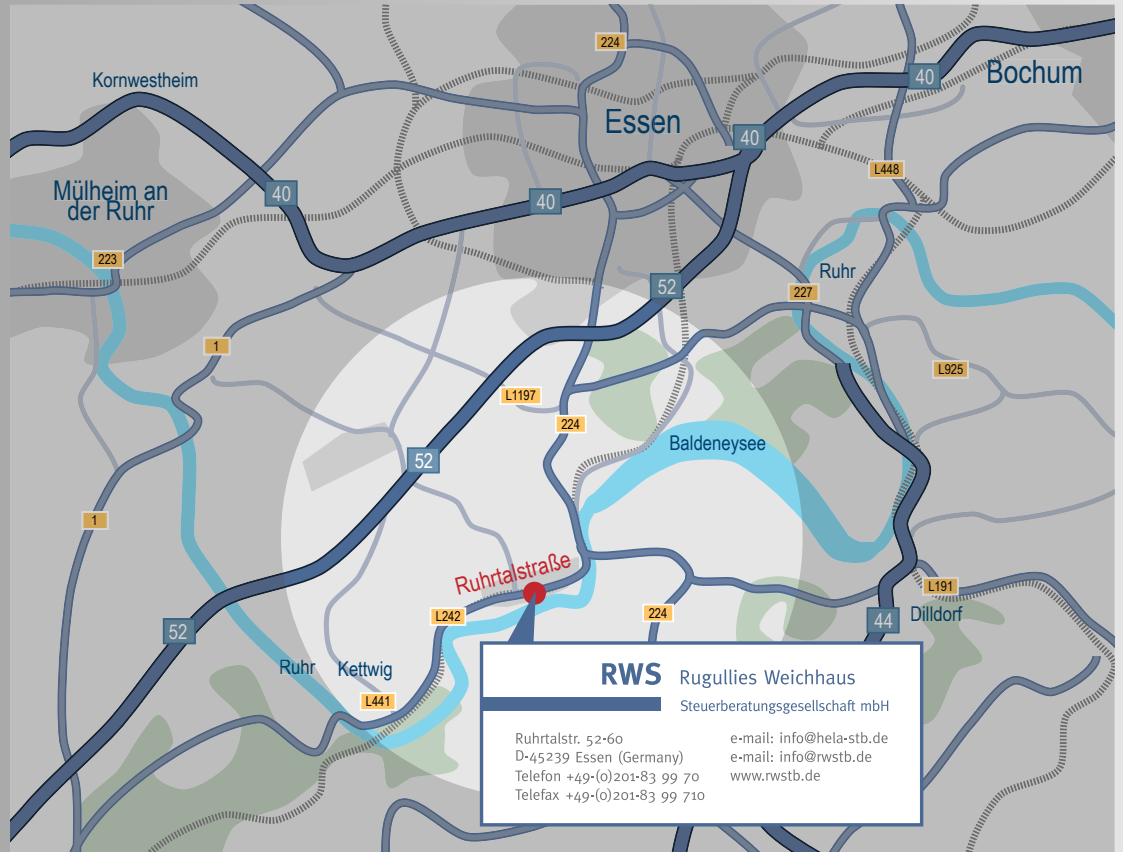 224
Kornwestheim
40
Bochum
Essen
40
L448
Mülheim an
der Ruhr
40
40
223
Ruhr
52
227
1
L925
L1197
224
Baldeneysee
52
1
Ruhrtalstraße
L191
L242
224
Dilldorf
44
52
Ruhr
Kettwig
L441
RWS Rugullies Weichhaus
Steuerberatungsgesellschaft mbH
Ruhrtalstr. 52-60
D-45239 Essen (Germany)
Telefon +49-(0)201-83 99 70
Telefax +49-(0)201-83 99 710
e-mail: info@hela-stb.de
e-mail: info@rwstb.de
www.rwstb.de